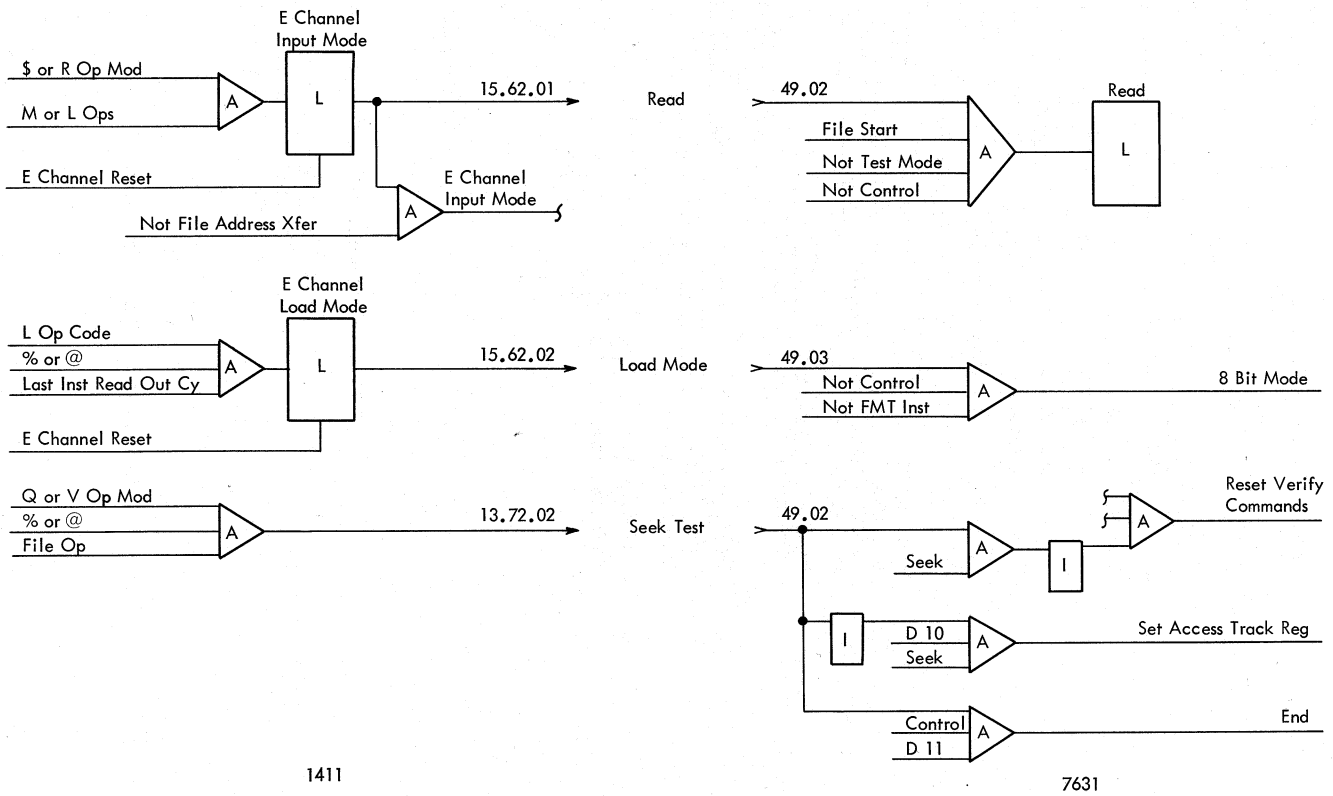 E Channel
Input Mode
$ or R Op Mod
A
L
15.62.01
Read
49.02
Read
M or L Ops
File Start
A
L
Not Test Mode
E Channel Reset
Not Control
E Channel
Input Mode
A
Not File Address Xfer
E Channel
Load Mode
L Op Code
% or @
A
L
15.62.02
Load Mode
49.03
Last Inst Read Out Cy
Not Control
A
8 Bit Mode
Not FMT Inst
E Channel Reset
Q or V Op Mod
% or @
A
13.72.02
Seek Test
49.02
File Op
A
Reset Verify
Commands
A
Seek
I
I
D 10
A
Set Access Track Reg
Seek
Control
A
End
D 11
1411
7631